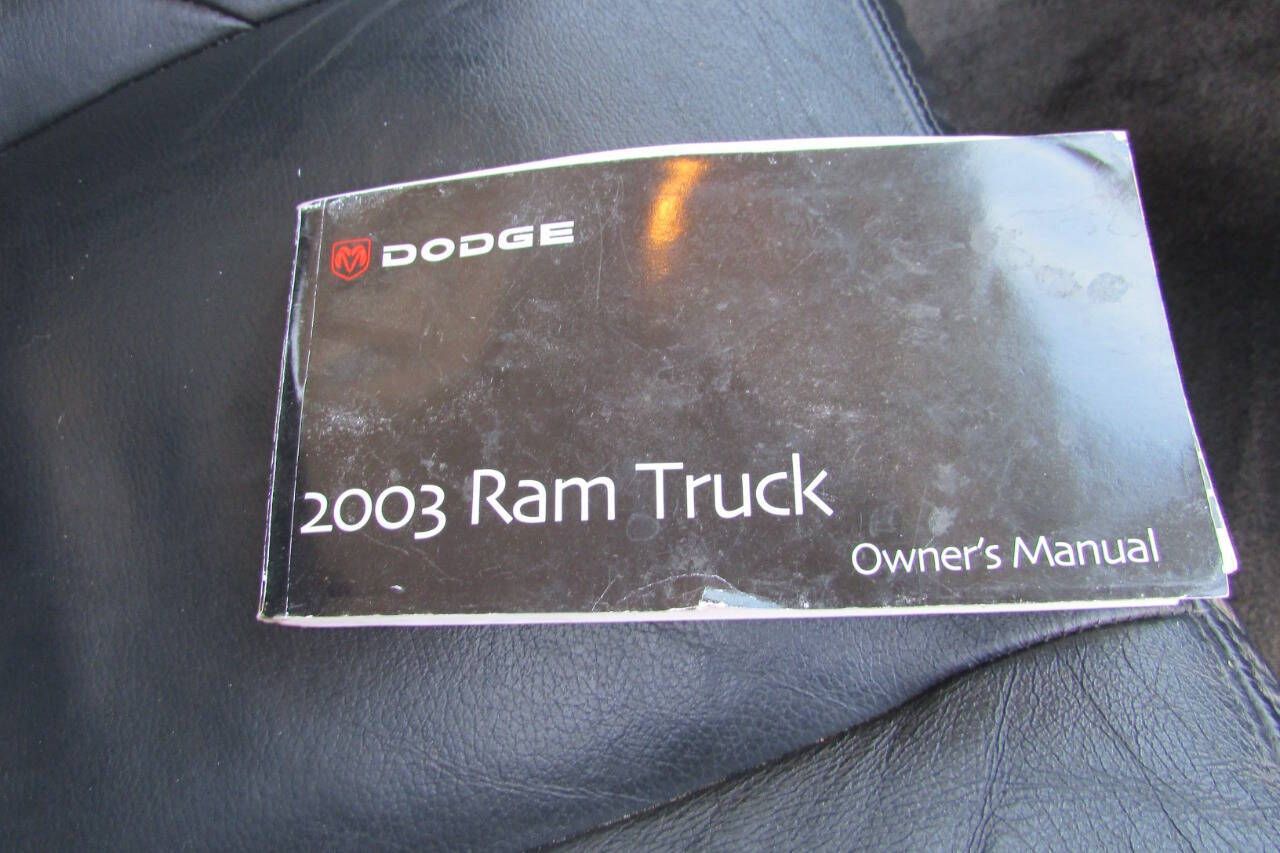 DODGE
2003 Ram Truck
Owner's Manual